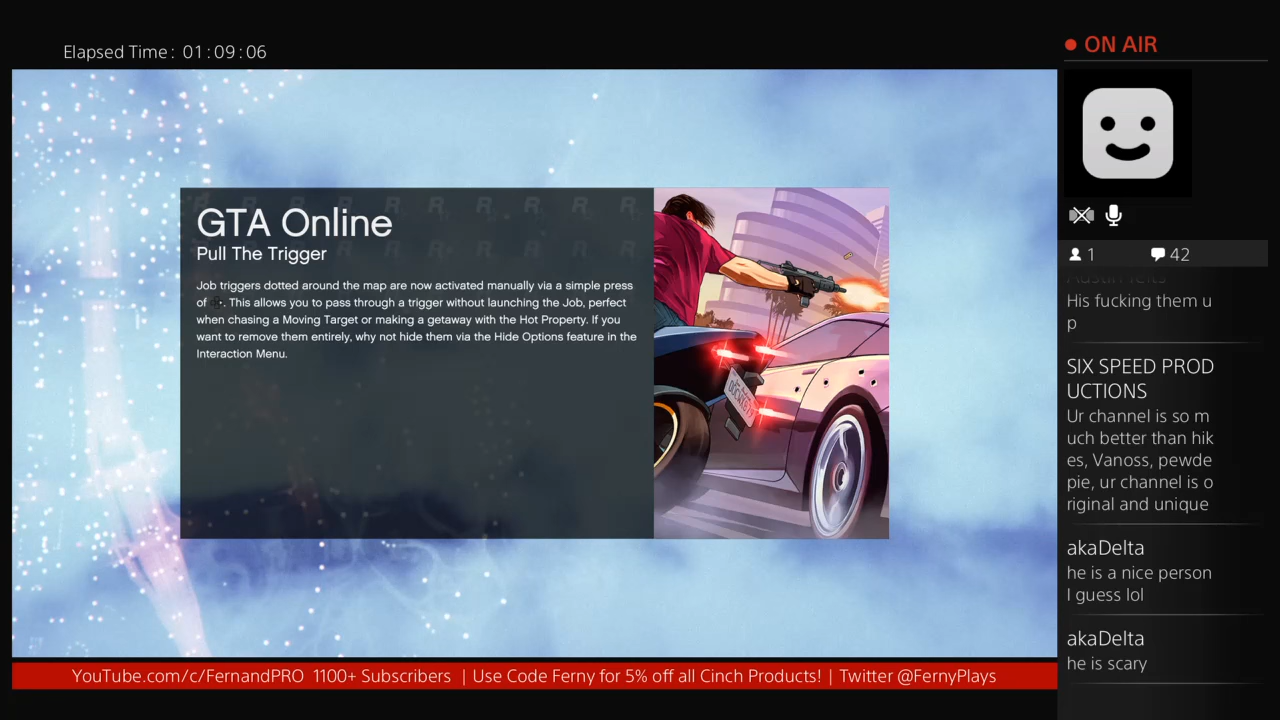 Elapsed Time: 01:09:06
ON AIR
GTA Online
Pull The Trigger
Job triggers dotted around the map are now activated manually via a simple press
of . This allows you to pass through a trigger without launching the Job, perfect
when chasing a Moving Target or making a getaway with the Hot Property. If you
want to remove them entirely, why not hide them via the Hide Options feature in the
Interaction Menu.
1 42
His fucking them u
p
SIX SPEED PROD
UCTIONS
Ur channel is so m
uch better than hik
es, Vanoss, pewde
pie, ur channel is o
riginal and unique
akaDelta
he is a nice person
I guess lol
akaDelta
he is scary
YouTube.com/c/FernandPRO 1100+ Subscribers | Use Code Ferny for 5% off all Cinch Products! | Twitter @FernyPlays